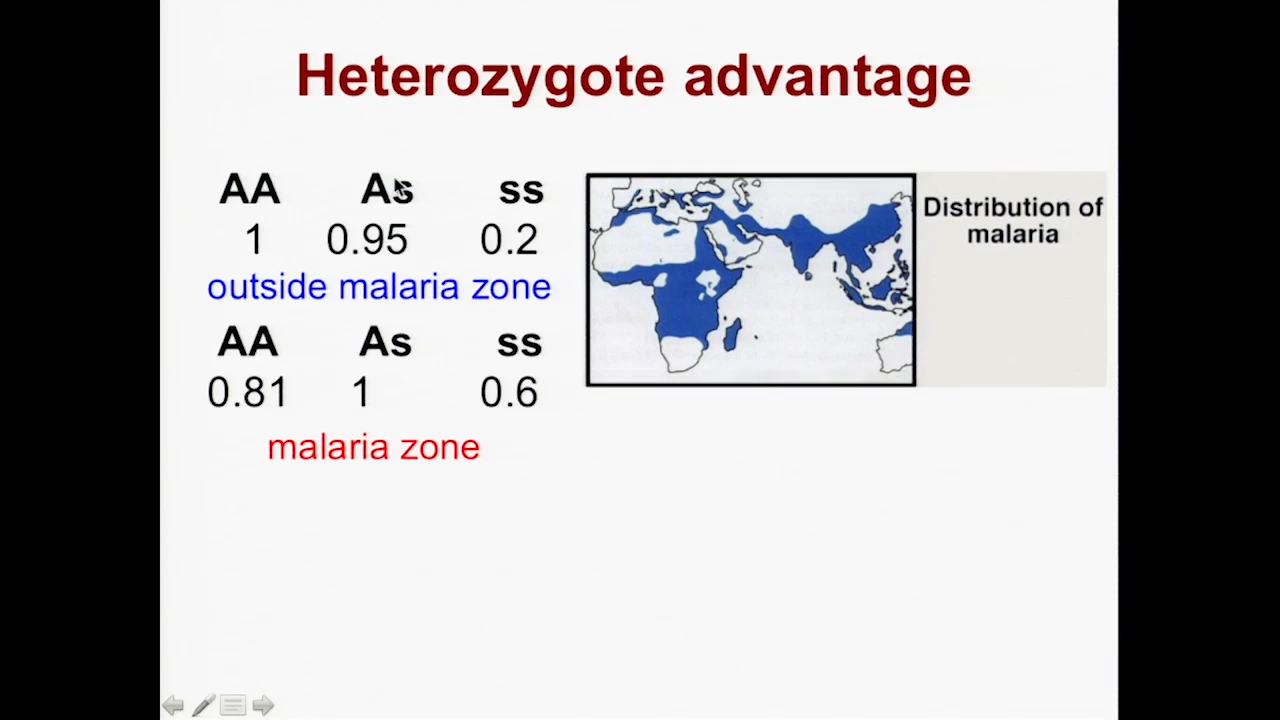 Heterozygote advantage
AA As ss
1 0.95 0.2
outside malaria zone
AA As ss
0.81 1 0.6
malaria zone
Distribution of
malaria